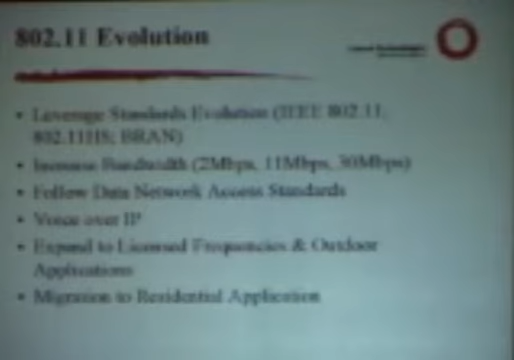 802.11 Evolution
• Leverage Standards Evolution (IEEE 802.11,
802.11HS, BRAN)
• Increase Bandwidth (2Mbps, 11Mbps, 30Mbps)
• Follow Data Network Access Standards
• Voice over IP
• Expand to Licensed Frequencies & Outdoor
Applications
• Migration to Residential Application